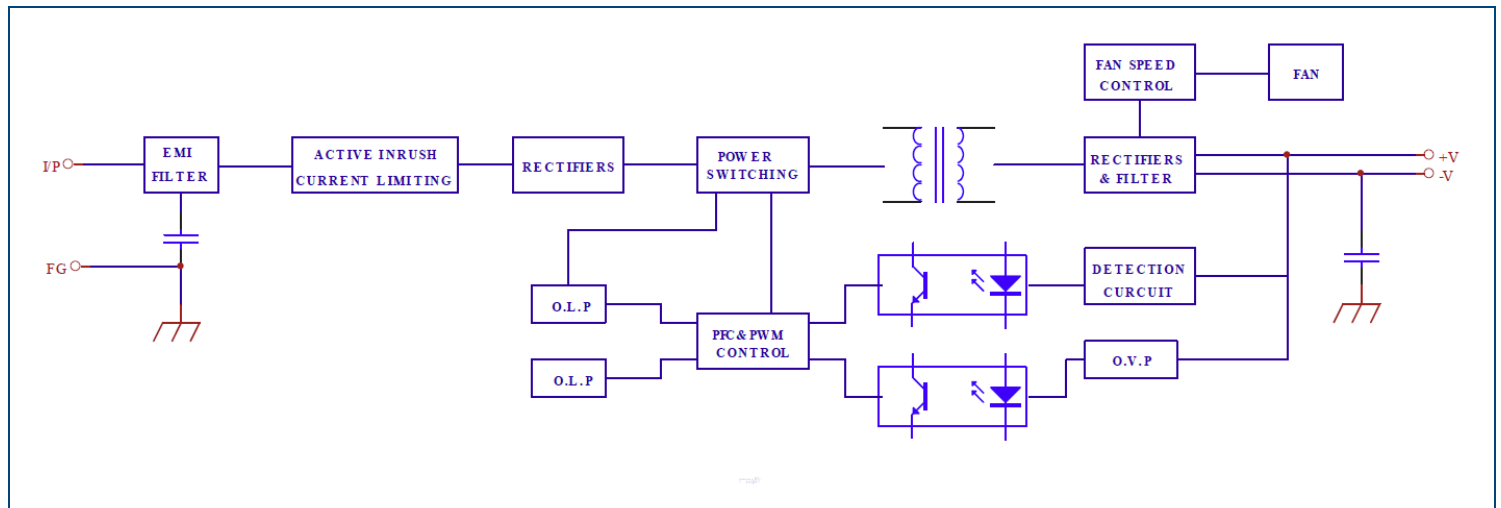 FAN SPEED
CONTROL
FAN
EMI
FILTER
ACTIVE INRUSH
CURRENT LIMITING
RECTIFIERS
POWER
SWITCHING
RECTIFIERS
& FILTER
I/P
+V
-V
FG
O.L.P
DETECTION
CURCUIT
PFC&PWM
CONTROL
O.L.P
O.V.P